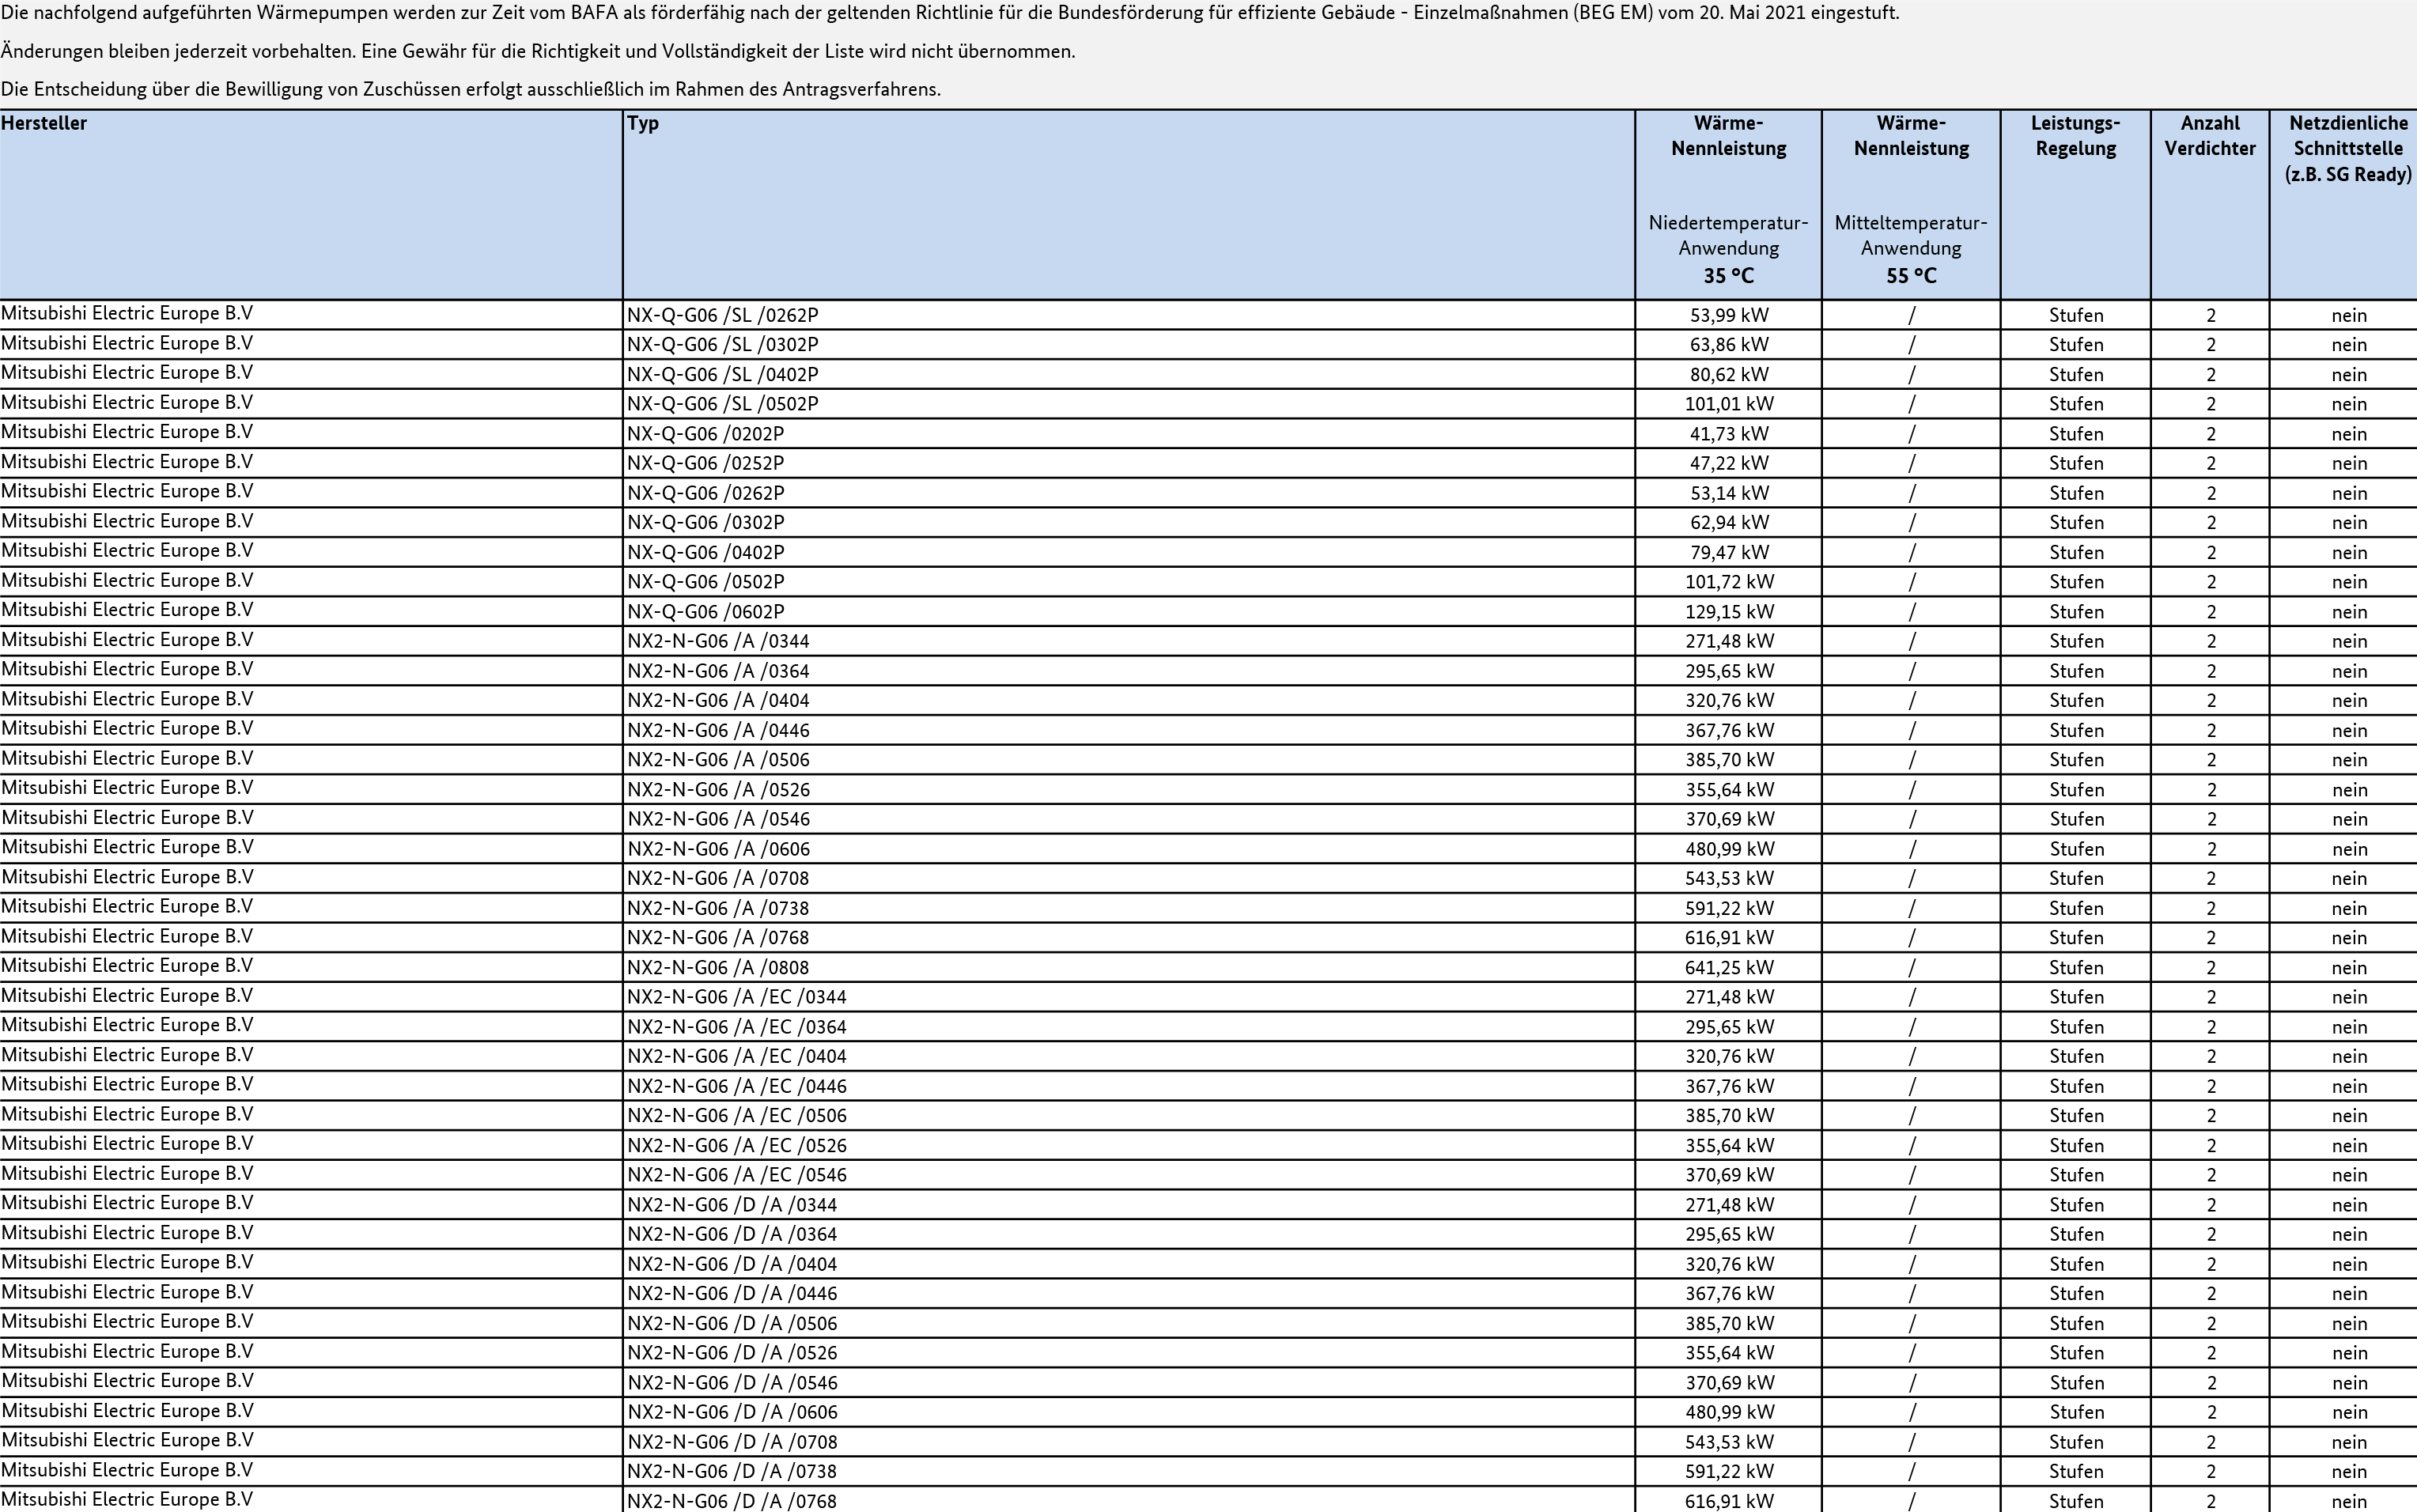 Die nachfolgend aufgeführten Wärmepumpen werden zur Zeit vom BAFA als förderfähig nach der geltenden Richtlinie für die Bundesförderung für effiziente Gebäude - Einzelmaßnahmen (BEG EM) vom 20. Mai 2021 eingestuft.
Änderungen bleiben jederzeit vorbehalten. Eine Gewähr für die Richtigkeit und Vollständigkeit der Liste wird nicht übernommen.
Die Entscheidung über die Bewilligung von Zuschüssen erfolgt ausschließlich im Rahmen des Antragsverfahrens.
Hersteller Typ Wärme- Wärme- Leistungs- Anzahl Netzdienliche
Nennleistung Nennleistung Regelung Verdichter Schnittstelle
(z.B. SG Ready)
Niedertemperatur- Mitteltemperatur-
Anwendung Anwendung
35 °C 55 °C
Mitsubishi Electric Europe B.V NX-Q-G06 /SL /0262P 53,99 kW / Stufen 2 nein
Mitsubishi Electric Europe B.V NX-Q-G06 /SL /0302P 63,86 kW / Stufen 2 nein
Mitsubishi Electric Europe B.V NX-Q-G06 /SL /0402P 80,62 kW / Stufen 2 nein
Mitsubishi Electric Europe B.V NX-Q-G06 /SL /0502P 101,01 kW / Stufen 2 nein
Mitsubishi Electric Europe B.V NX-Q-G06 /0202P 41,73 kW / Stufen 2 nein
Mitsubishi Electric Europe B.V NX-Q-G06 /0252P 47,22 kW / Stufen 2 nein
Mitsubishi Electric Europe B.V NX-Q-G06 /0262P 53,14 kW / Stufen 2 nein
Mitsubishi Electric Europe B.V NX-Q-G06 /0302P 62,94 kW / Stufen 2 nein
Mitsubishi Electric Europe B.V NX-Q-G06 /0402P 79,47 kW / Stufen 2 nein
Mitsubishi Electric Europe B.V NX-Q-G06 /0502P 101,72 kW / Stufen 2 nein
Mitsubishi Electric Europe B.V NX-Q-G06 /0602P 129,15 kW / Stufen 2 nein
Mitsubishi Electric Europe B.V NX2-N-G06 /A /0344 271,48 kW / Stufen 2 nein
Mitsubishi Electric Europe B.V NX2-N-G06 /A /0364 295,65 kW / Stufen 2 nein
Mitsubishi Electric Europe B.V NX2-N-G06 /A /0404 320,76 kW / Stufen 2 nein
Mitsubishi Electric Europe B.V NX2-N-G06 /A /0446 367,76 kW / Stufen 2 nein
Mitsubishi Electric Europe B.V NX2-N-G06 /A /0506 385,70 kW / Stufen 2 nein
Mitsubishi Electric Europe B.V NX2-N-G06 /A /0526 355,64 kW / Stufen 2 nein
Mitsubishi Electric Europe B.V NX2-N-G06 /A /0546 370,69 kW / Stufen 2 nein
Mitsubishi Electric Europe B.V NX2-N-G06 /A /0606 480,99 kW / Stufen 2 nein
Mitsubishi Electric Europe B.V NX2-N-G06 /A /0708 543,53 kW / Stufen 2 nein
Mitsubishi Electric Europe B.V NX2-N-G06 /A /0738 591,22 kW / Stufen 2 nein
Mitsubishi Electric Europe B.V NX2-N-G06 /A /0768 616,91 kW / Stufen 2 nein
Mitsubishi Electric Europe B.V NX2-N-G06 /A /0808 641,25 kW / Stufen 2 nein
Mitsubishi Electric Europe B.V NX2-N-G06 /A /EC /0344 271,48 kW / Stufen 2 nein
Mitsubishi Electric Europe B.V NX2-N-G06 /A /EC /0364 295,65 kW / Stufen 2 nein
Mitsubishi Electric Europe B.V NX2-N-G06 /A /EC /0404 320,76 kW / Stufen 2 nein
Mitsubishi Electric Europe B.V NX2-N-G06 /A /EC /0446 367,76 kW / Stufen 2 nein
Mitsubishi Electric Europe B.V NX2-N-G06 /A /EC /0506 385,70 kW / Stufen 2 nein
Mitsubishi Electric Europe B.V NX2-N-G06 /A /EC /0526 355,64 kW / Stufen 2 nein
Mitsubishi Electric Europe B.V NX2-N-G06 /A /EC /0546 370,69 kW / Stufen 2 nein
Mitsubishi Electric Europe B.V NX2-N-G06 /D /A /0344 271,48 kW / Stufen 2 nein
Mitsubishi Electric Europe B.V NX2-N-G06 /D /A /0364 295,65 kW / Stufen 2 nein
Mitsubishi Electric Europe B.V NX2-N-G06 /D /A /0404 320,76 kW / Stufen 2 nein
Mitsubishi Electric Europe B.V NX2-N-G06 /D /A /0446 367,76 kW / Stufen 2 nein
Mitsubishi Electric Europe B.V NX2-N-G06 /D /A /0506 385,70 kW / Stufen 2 nein
Mitsubishi Electric Europe B.V NX2-N-G06 /D /A /0526 355,64 kW / Stufen 2 nein
Mitsubishi Electric Europe B.V NX2-N-G06 /D /A /0546 370,69 kW / Stufen 2 nein
Mitsubishi Electric Europe B.V NX2-N-G06 /D /A /0606 480,99 kW / Stufen 2 nein
Mitsubishi Electric Europe B.V NX2-N-G06 /D /A /0708 543,53 kW / Stufen 2 nein
Mitsubishi Electric Europe B.V NX2-N-G06 /D /A /0738 591,22 kW / Stufen 2 nein
Mitsubishi Electric Europe B.V NX2-N-G06 /D /A /0768 616,91 kW / Stufen 2 nein